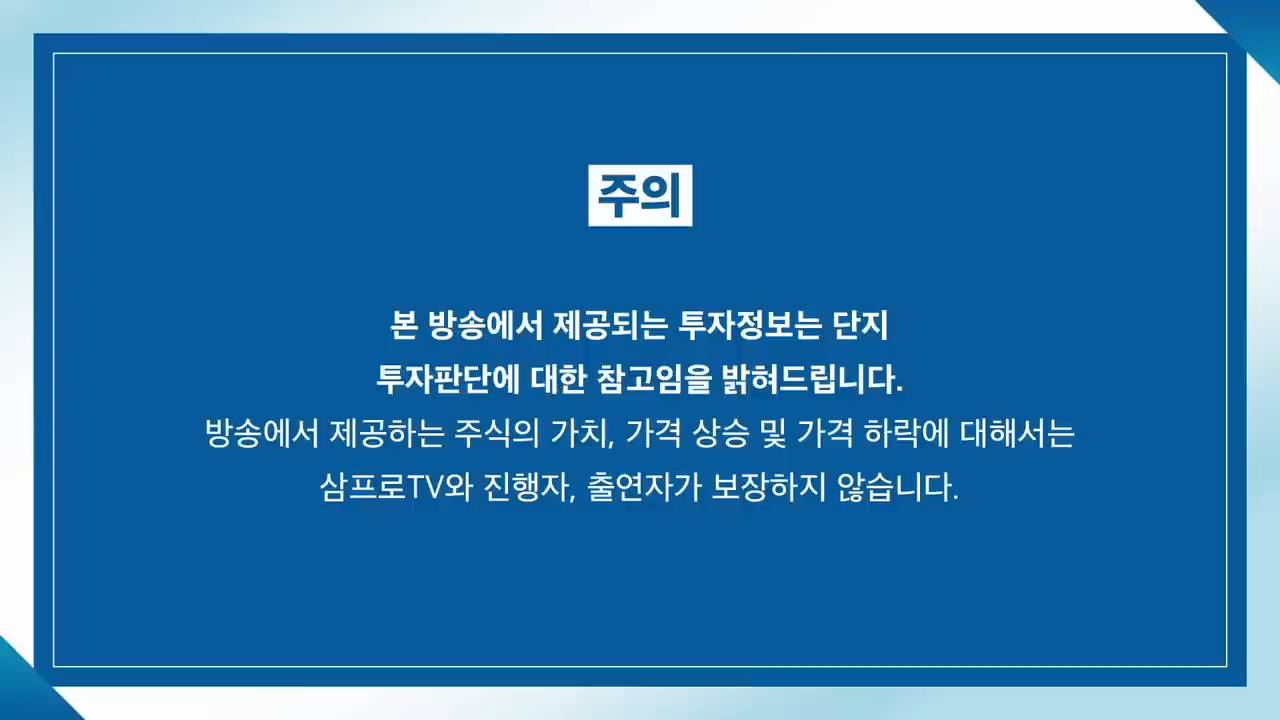 주의
본 방송에서 제공되는 투자정보는 단지
투자판단에 대한 참고임을 밝혀드립니다.
방송에서 제공하는 주식의 가치, 가격 상승 및 가격 하락에 대해서는
삼프로TV와 진행자, 출연자가 보장하지 않습니다.